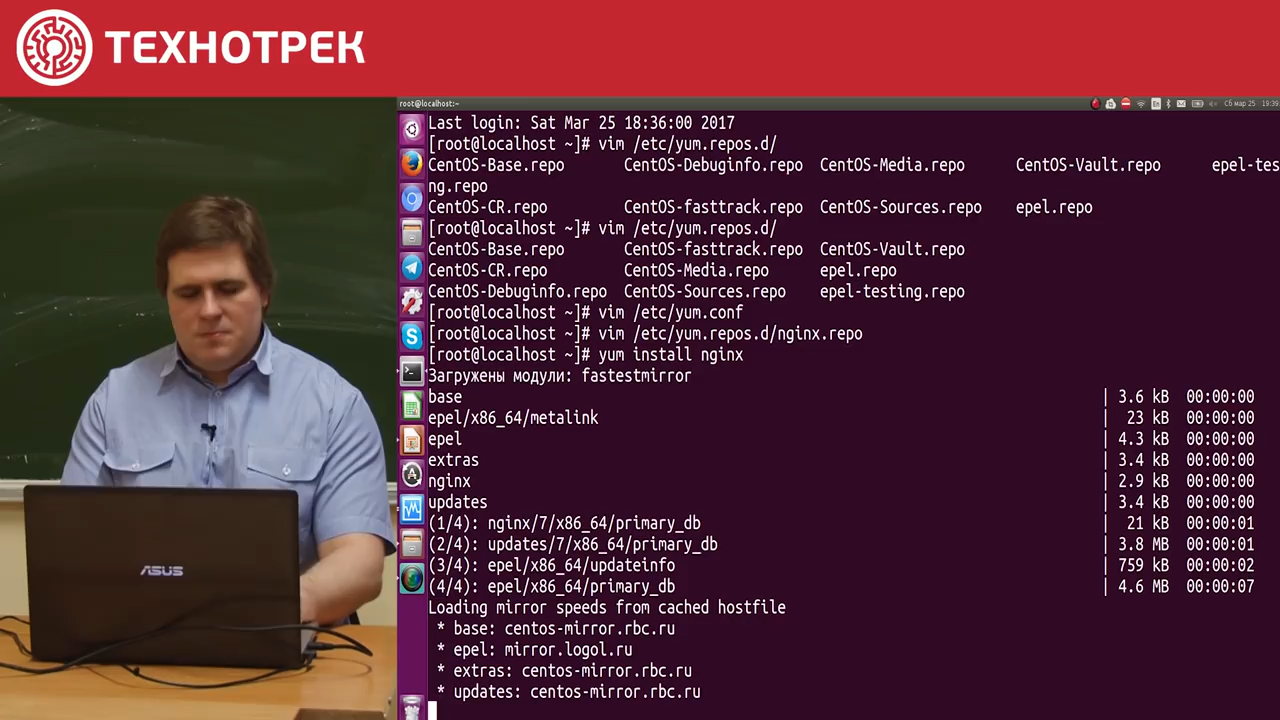 ТЕХНОТРЕК
root@localhost:~
En
Сб мар 25 19:39
Last login: Sat Mar 25 18:36:00 2017
[root@localhost ~]# vim /etc/yum.repos.d/
CentOS-Base.repo CentOS-Debuginfo.repo CentOS-Media.repo CentOS-Vault.repo epel-tes
ng.repo
CentOS-CR.repo CentOS-fasttrack.repo CentOS-Sources.repo epel.repo
[root@localhost ~]# vim /etc/yum.repos.d/
CentOS-Base.repo CentOS-fasttrack.repo CentOS-Vault.repo
CentOS-CR.repo CentOS-Media.repo epel.repo
CentOS-Debuginfo.repo CentOS-Sources.repo epel-testing.repo
[root@localhost ~]# vim /etc/yum.conf
[root@localhost ~]# vim /etc/yum.repos.d/nginx.repo
[root@localhost ~]# yum install nginx
Загружены модули: fastestmirror
base | 3.6 kB 00:00:00
epel/x86_64/metalink | 23 kB 00:00:00
epel | 4.3 kB 00:00:00
extras | 3.4 kB 00:00:00
nginx | 2.9 kB 00:00:00
updates | 3.4 kB 00:00:00
(1/4): nginx/7/x86_64/primary_db | 21 kB 00:00:01
(2/4): updates/7/x86_64/primary_db | 3.8 MB 00:00:01
(3/4): epel/x86_64/updateinfo | 759 kB 00:00:02
(4/4): epel/x86_64/primary_db | 4.6 MB 00:00:07
Loading mirror speeds from cached hostfile
* base: centos-mirror.rbc.ru
* epel: mirror.logol.ru
* extras: centos-mirror.rbc.ru
* updates: centos-mirror.rbc.ru
ASUS